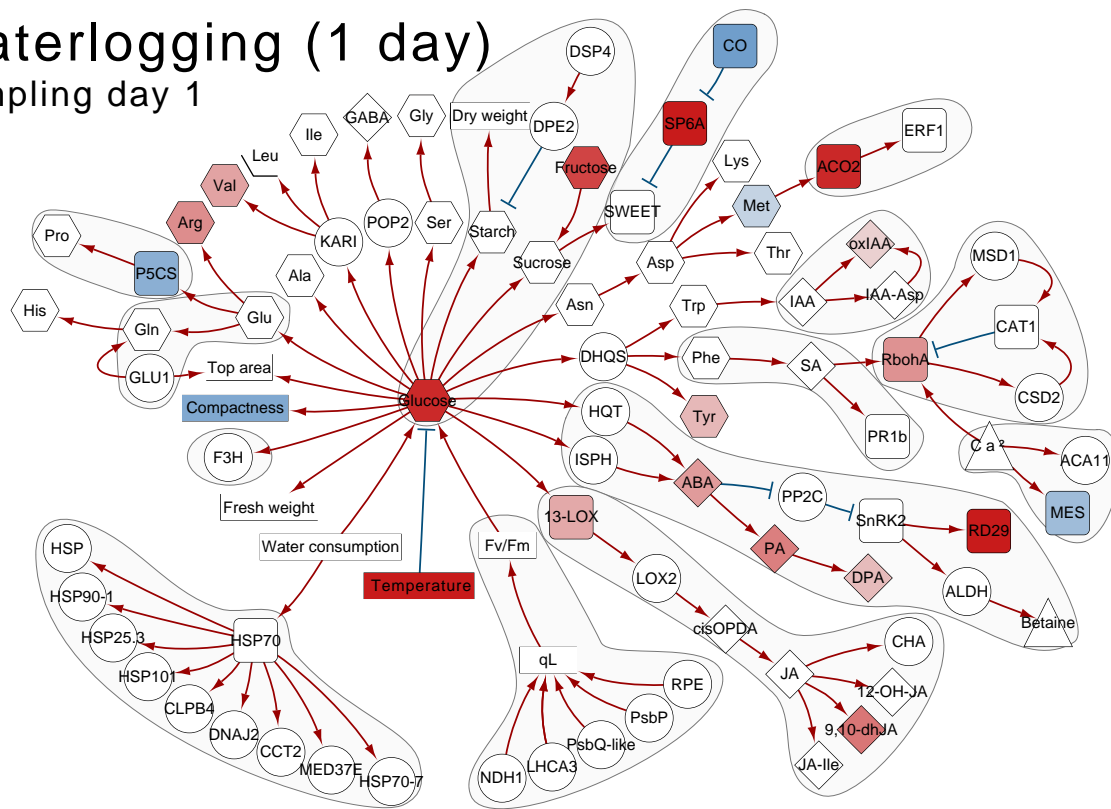 aterlogging (1 day)
mpling day 1
DSP4
CO
GABA
Gly
Dry weight
DPE2
SP6A
ERF1
Ile
Lys
ACO2
Leu
Fructose
Val
Met
Arg
POP2
Ser
Starch
SWEET
Pro
KARI
Thr
oxIAA
MSD1
P5CS
Ala
Sucrose
Asp
His
Gln
Glu
Asn
Trp
IAA
IAA-Asp
CAT1
GLU1
Top area
DHQS
Phe
SA
RbohA
Compactness
Glucose
HQT
Tyr
CSD2
F3H
ISPH
PR1b
Ca²
ACA11
ABA
PP2C
Fresh weight
13-LOX
SnRK2
RD29
MES
HSP
Water consumption
Fv/Fm
PA
HSP90-1
Temperature
LOX2
DPA
ALDH
HSP25.3
HSP70
cisOPDA
Betaine
HSP101
qL
CHA
CLPB4
JA
RPE
12-OH-JA
DNAJ2
PsbP
9,10-dhJA
CCT2
PsbQ-like
MED37E
LHCA3
JA-Ile
HSP70-7
NDH1